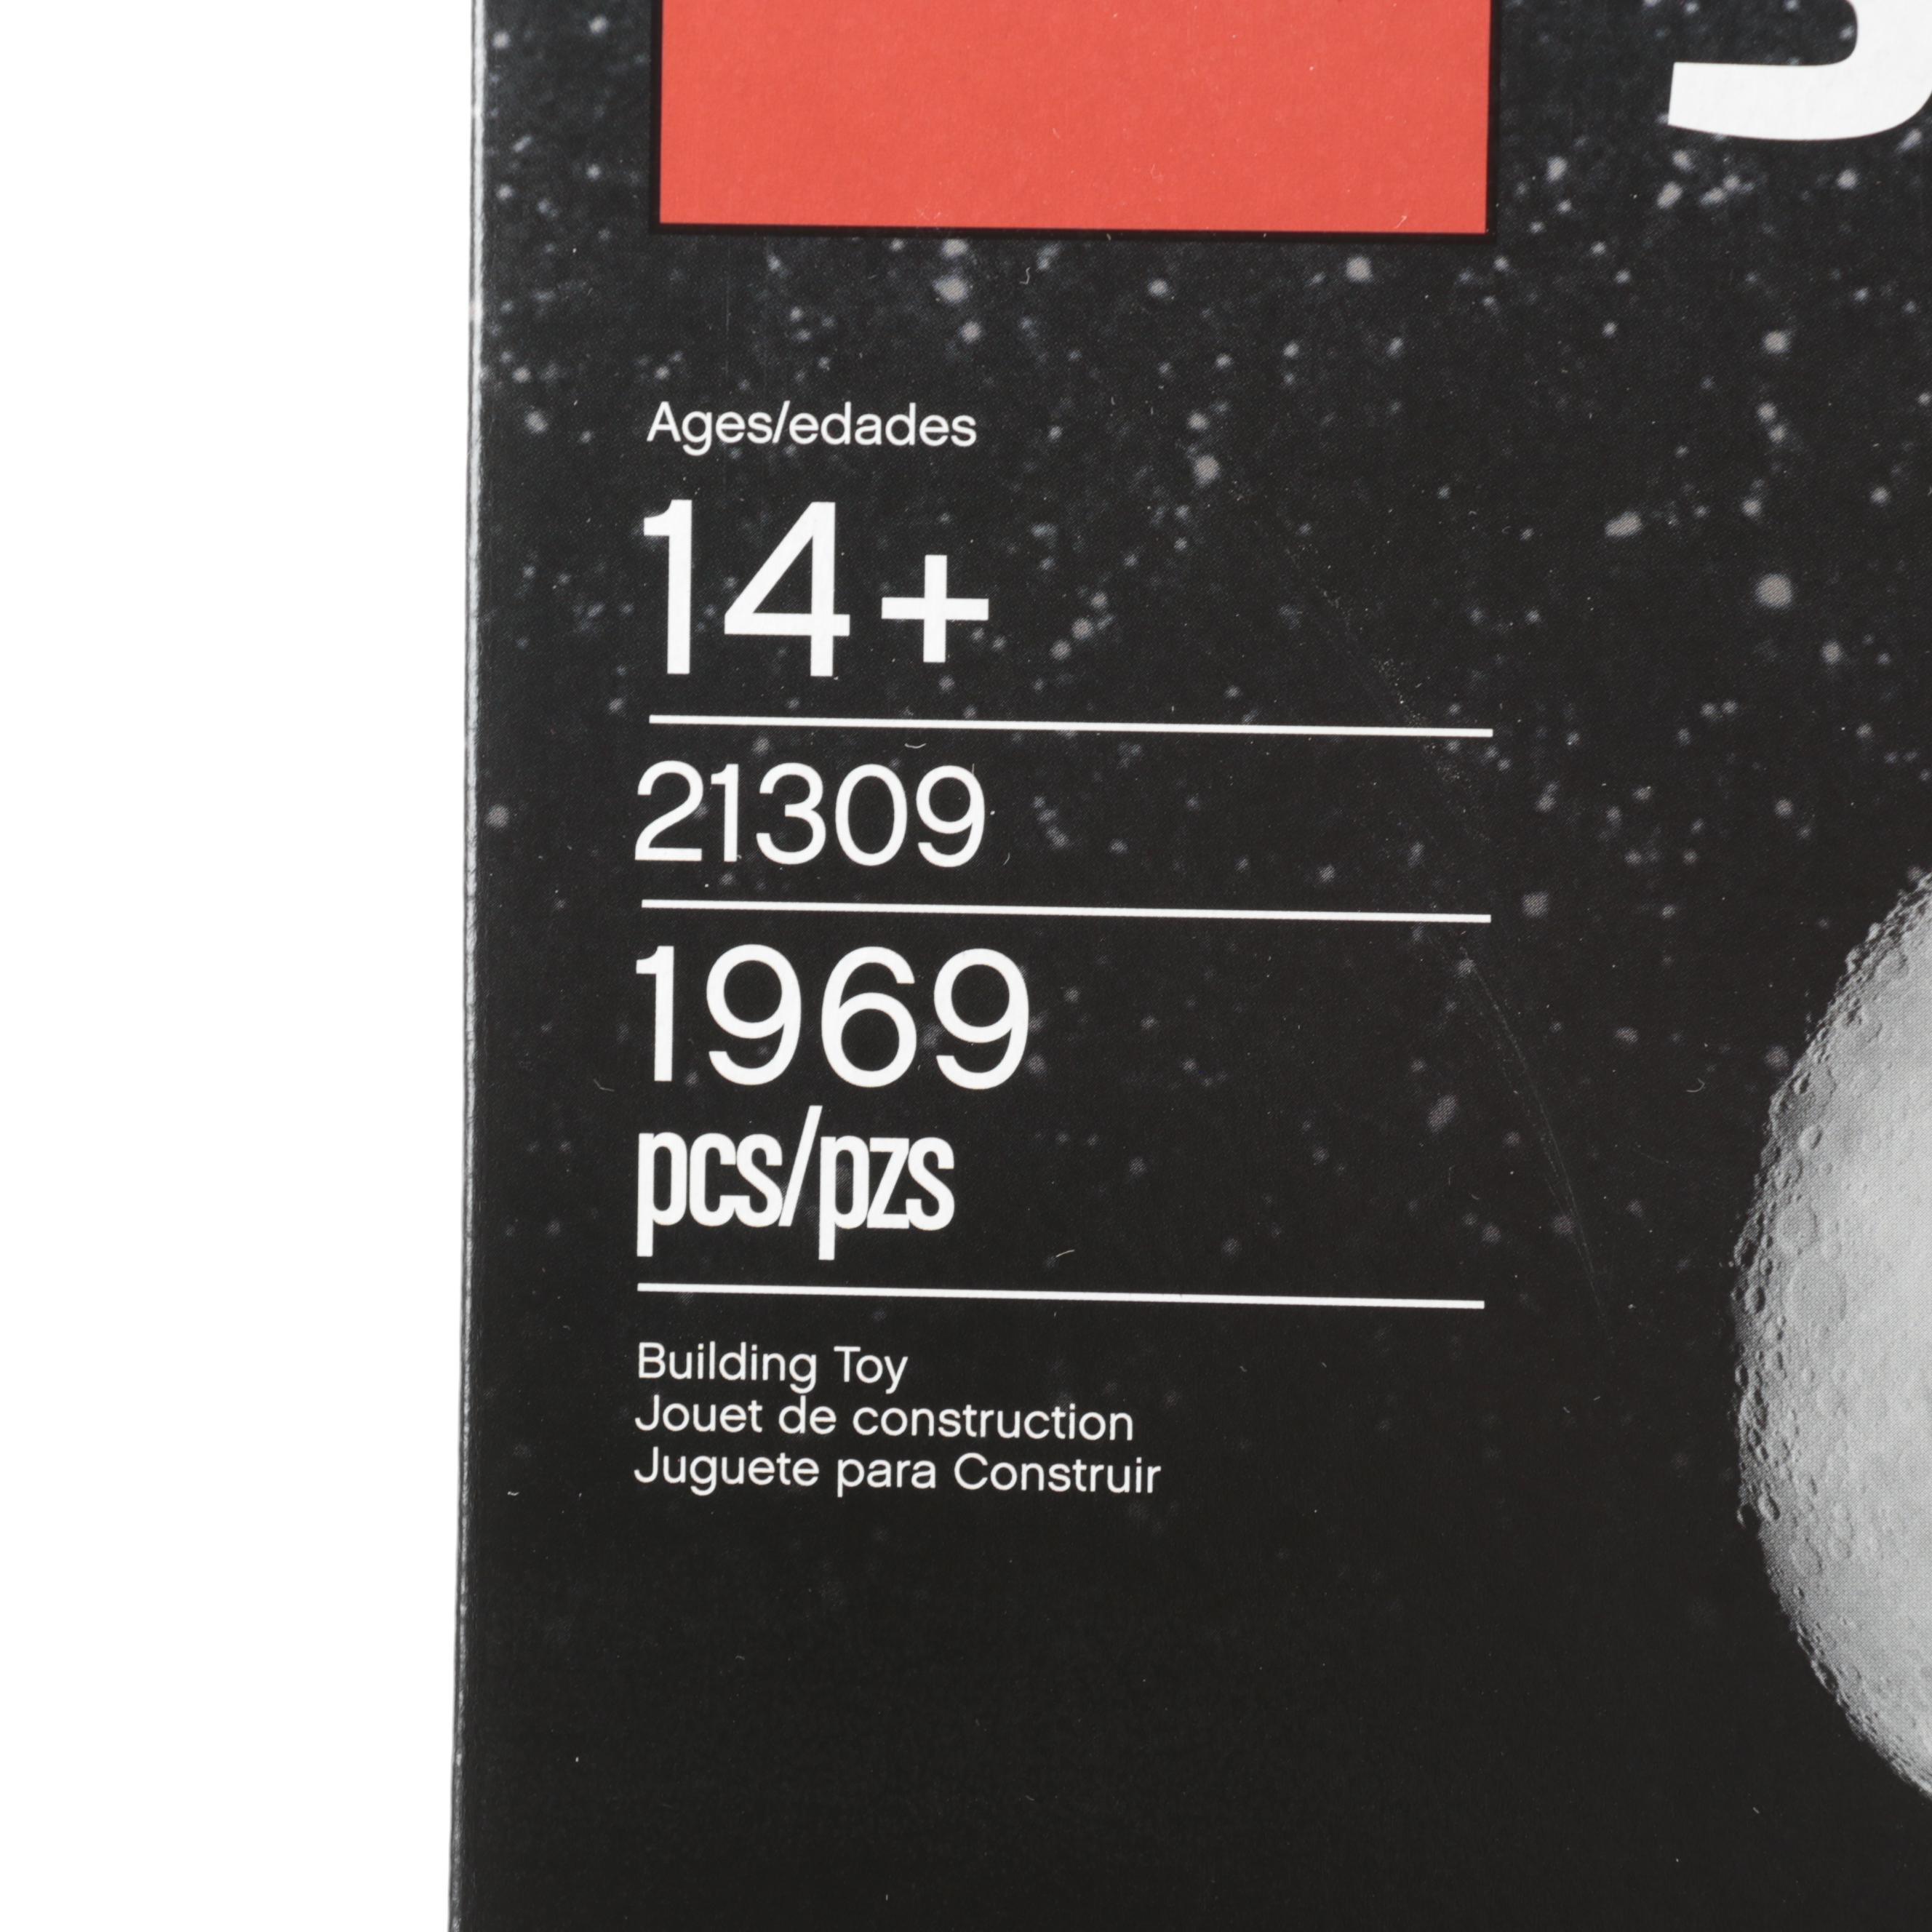 Ages/edades
14+
21309
1969
pcs/pzs
Building Toy
Jouet de construction
Juguete para Construir